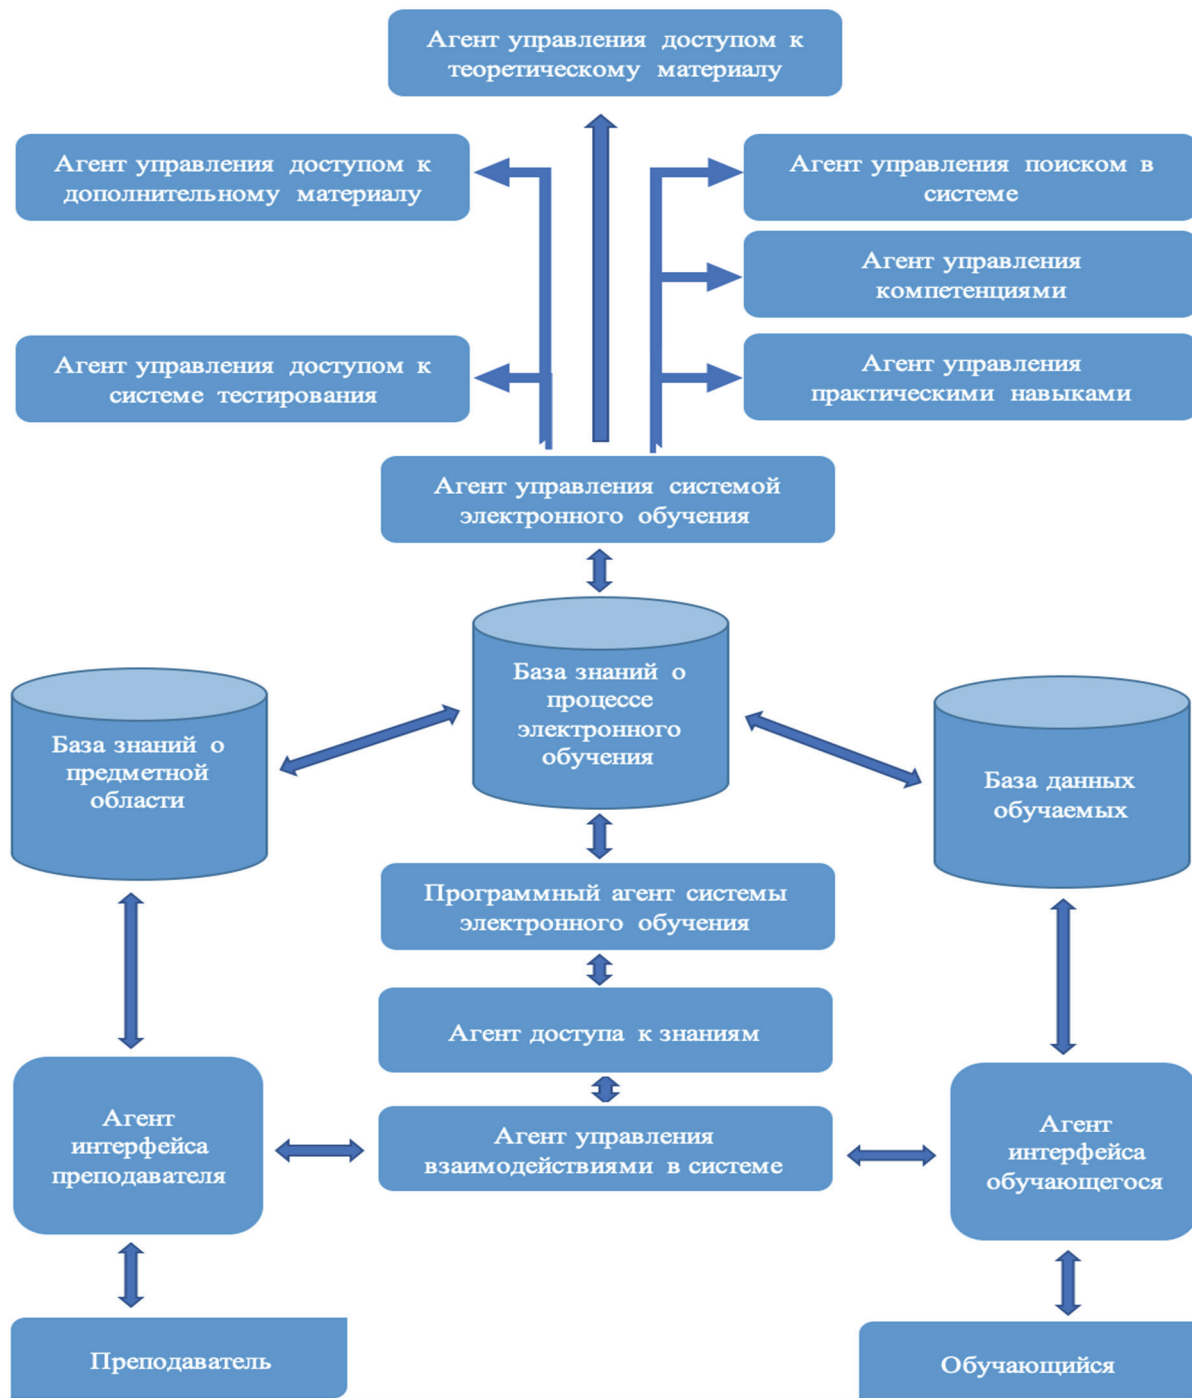 Агент управления доступом к
теоретическому материалу
Агент управления доступом к
дополнительному материалу
Агент управления поиском в
системе
Агент управления
компетенциями
Агент управления доступом к
системе тестирования
Агент управления
практическими навыками
Агент управления системой
электронного обучения
База знаний о
процессе
электронного
обучения
База знаний о
предметной
области
База данных
обучаемых
Программный агент системы
электронного обучения
Агент доступа к знаниям
Агент
интерфейса
преподавателя
Агент управления
взаимодействиями в системе
Агент
интерфейса
обучающегося
Преподаватель
Обучающийся